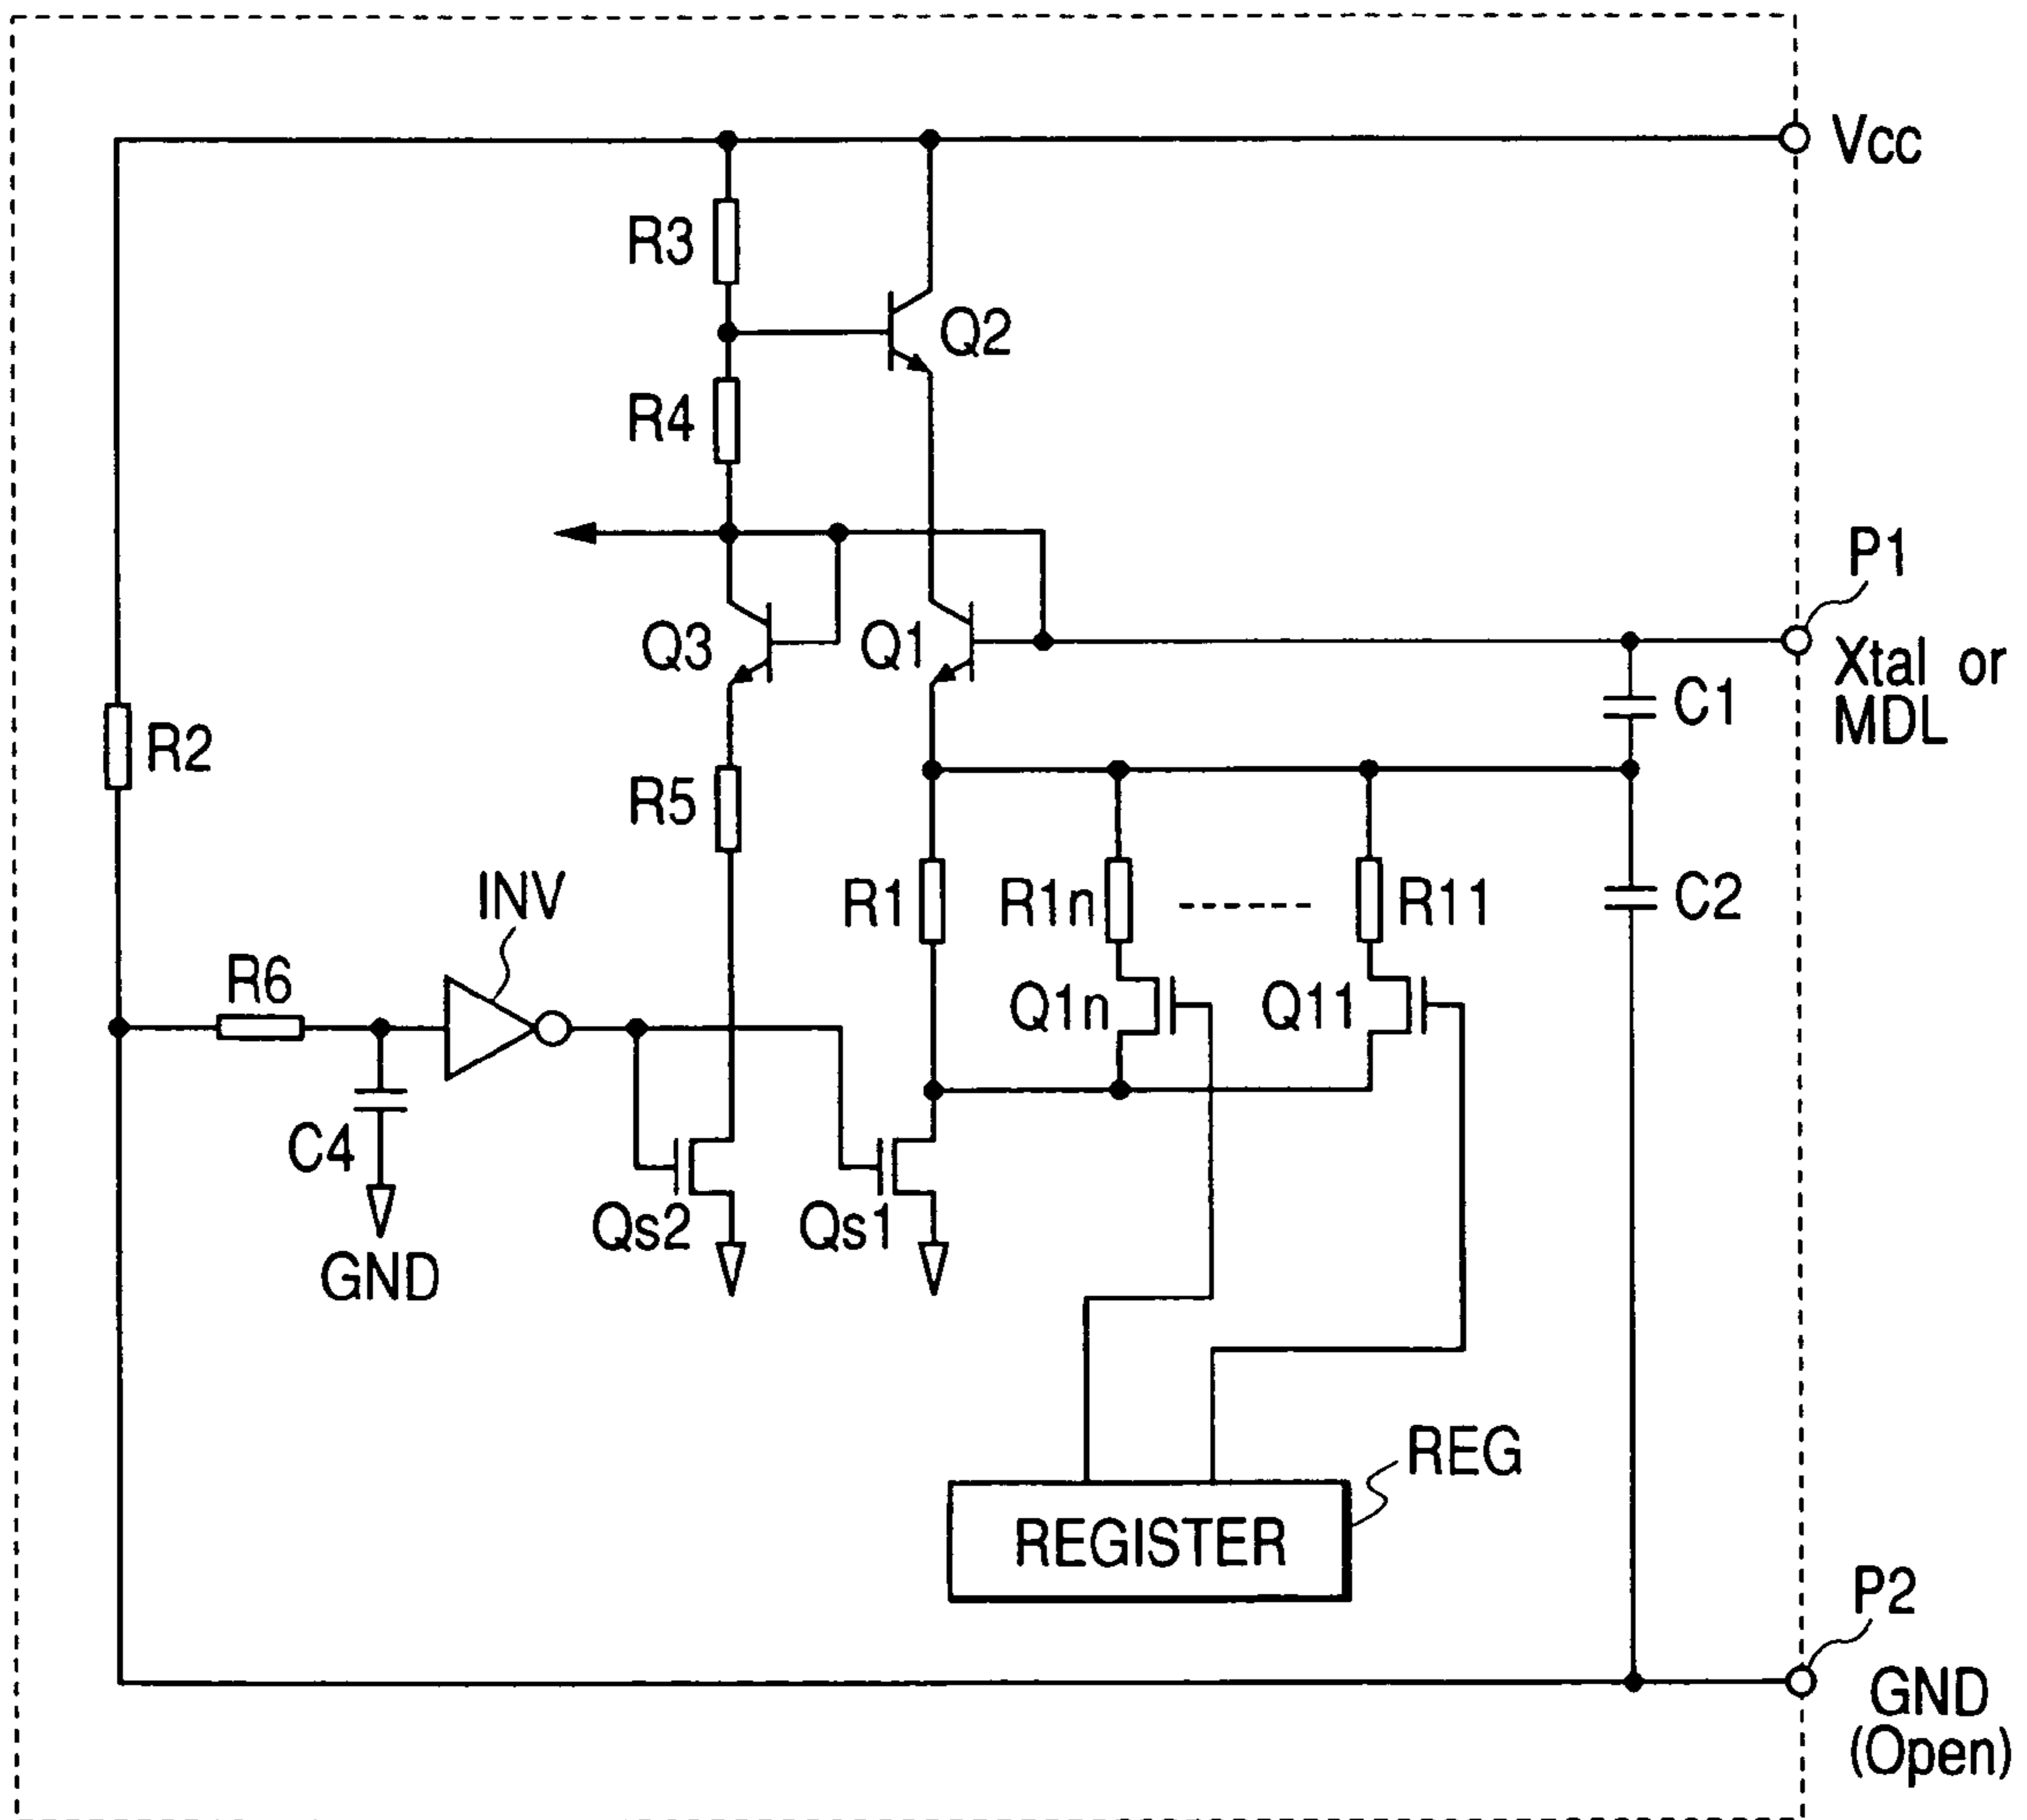 Vcc
R3
Q2
R4
P1
Q3
Q1
Xtal or
MDL
C1
R2
R5
INV
R1
R1n
R11
C2
R6
Q1n
Q11
C4
Qs2
Qs1
GND
REG
REGISTER
P2
GND
(Open)